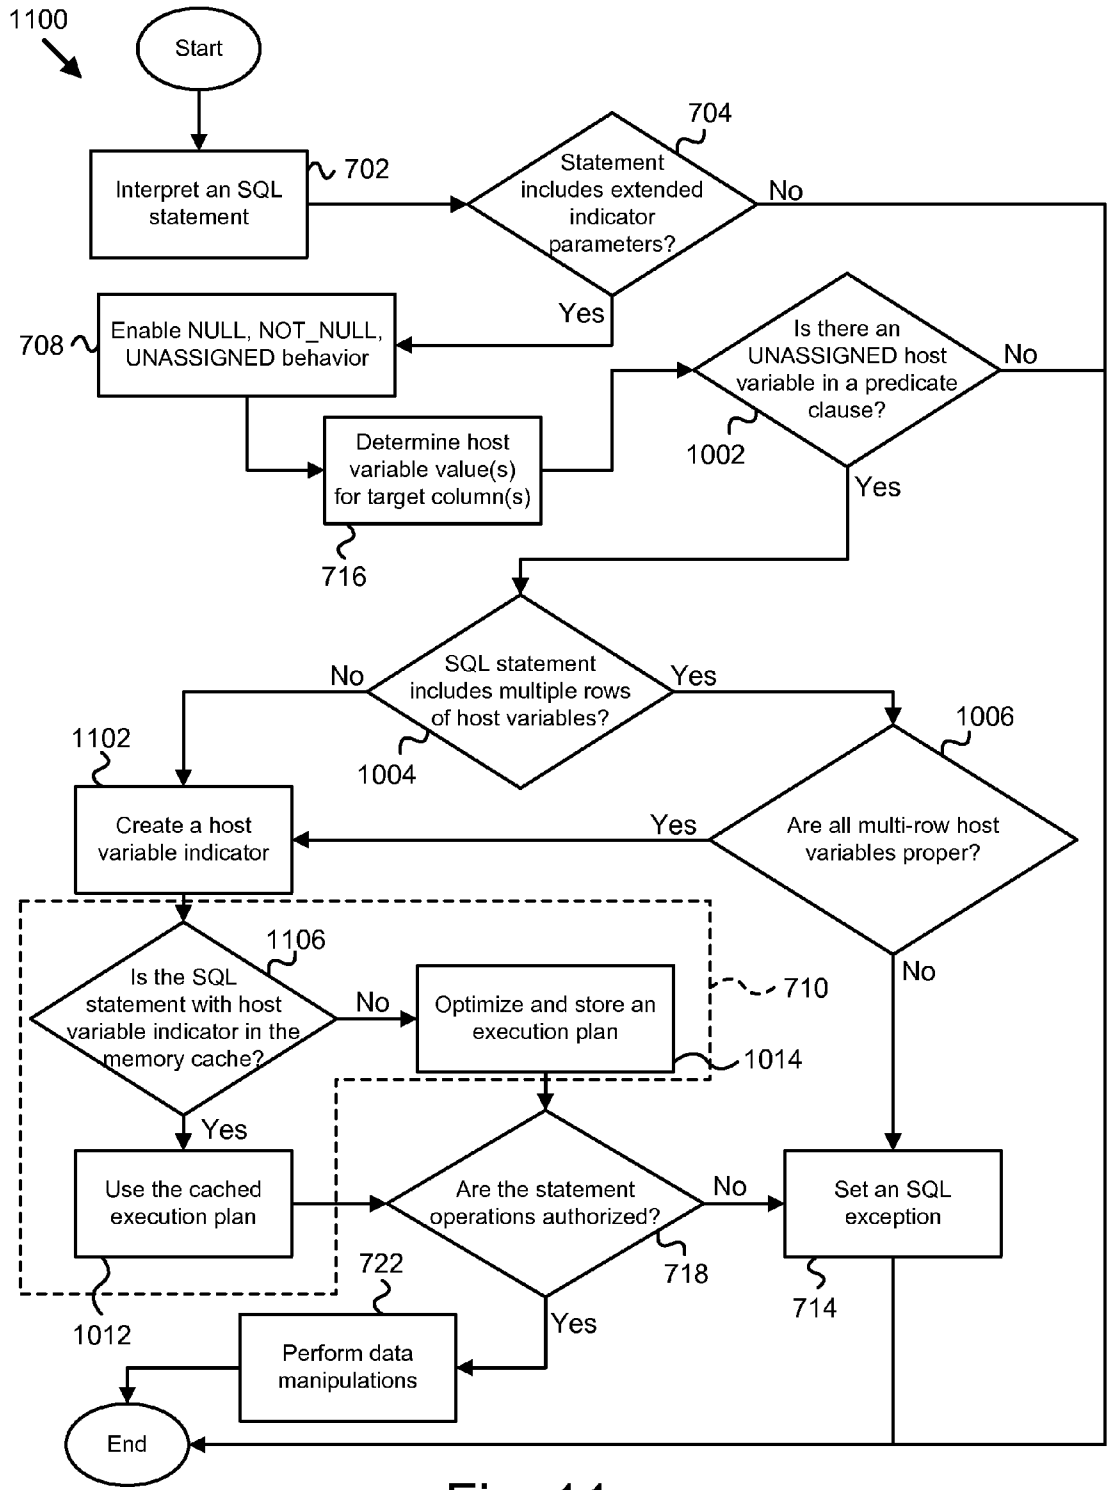 1100
Start
704
702
Interpret an SQL
statement
Statement
includes extended
indicator
parameters?
No
Yes
708
Enable NULL, NOT_NULL,
UNASSIGNED behavior
Is there an
UNASSIGNED host
variable in a predicate
clause?
No
1002
Yes
Determine host
variable value(s)
for target column(s)
716
No
SQL statement
includes multiple rows
of host variables?
Yes
1004
1006
1102
Create a host
variable indicator
Yes
Are all multi-row host
variables proper?
No
1106
Is the SQL
statement with host
variable indicator in the
memory cache?
No
Optimize and store an
execution plan
710
1014
Yes
Use the cached
execution plan
Are the statement
operations authorized?
No
Set an SQL
exception
718
714
722
1012
Yes
Perform data
manipulations
End